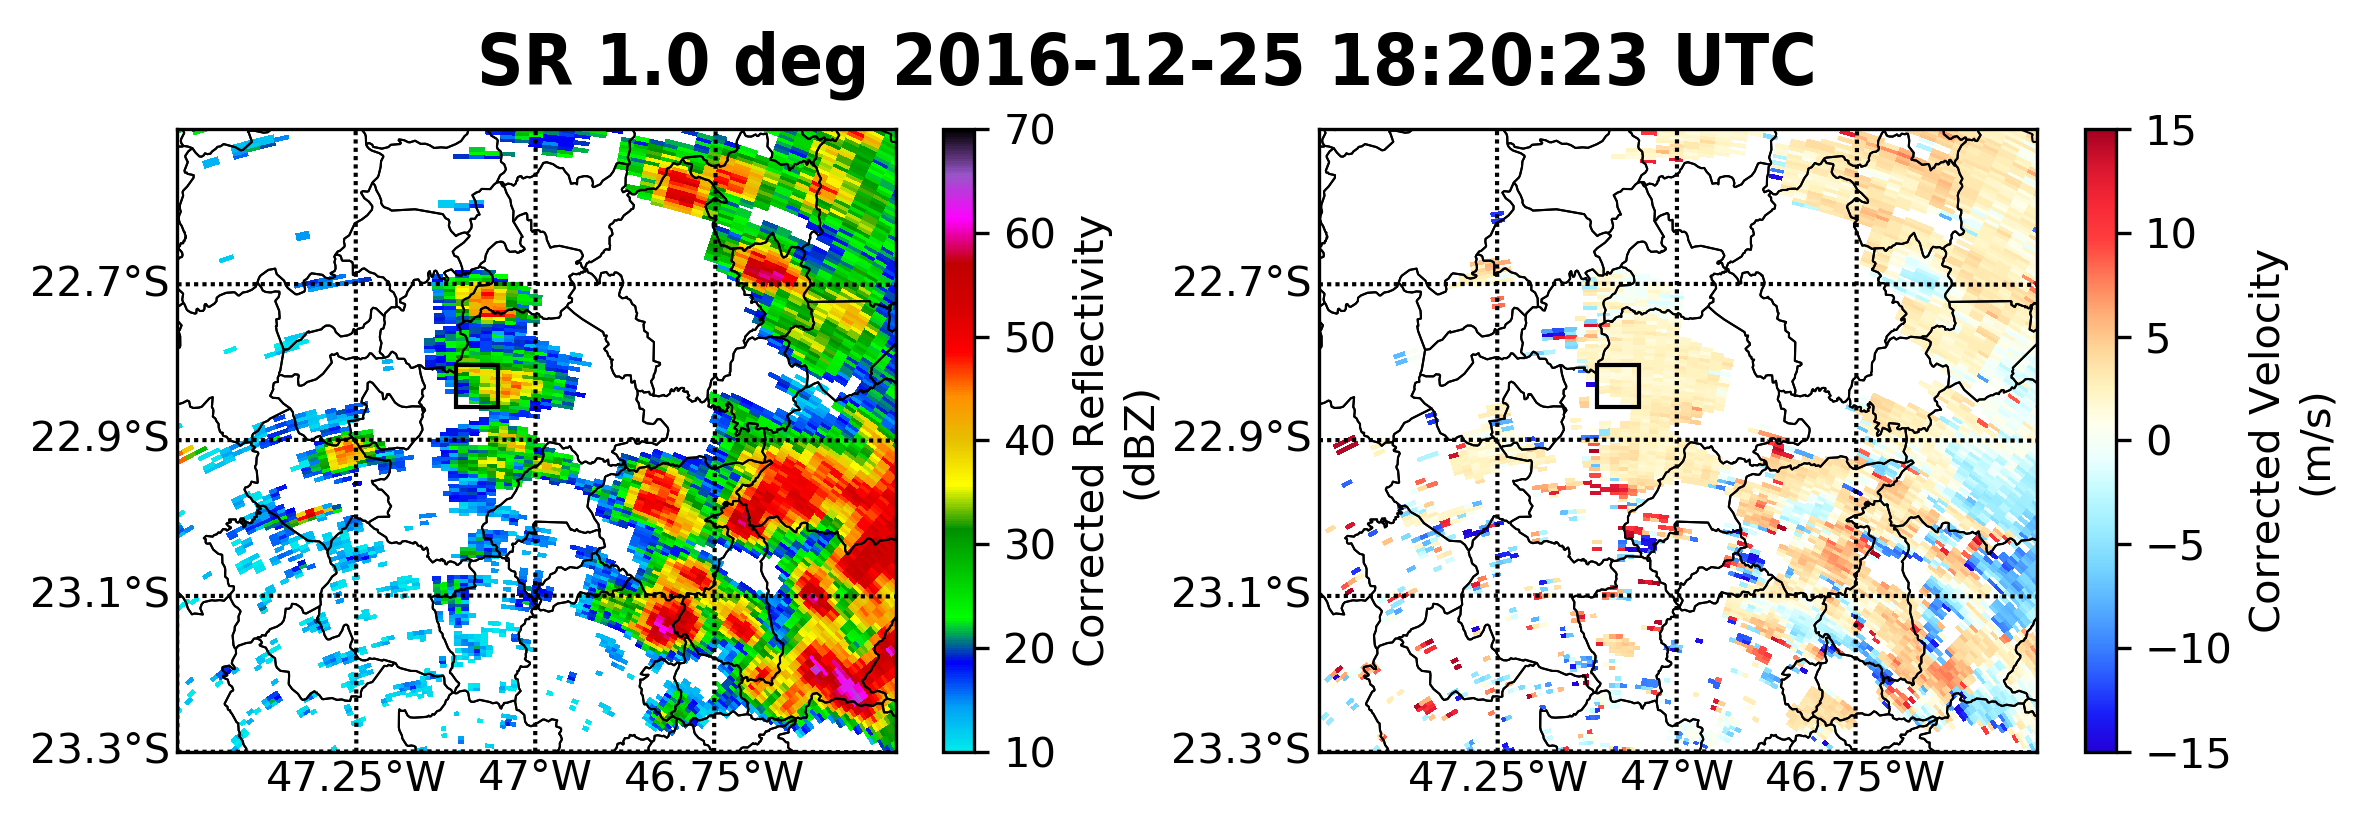 SR 1.0 deg 2016-12-25 18:20:23 UTC
22.7°S
22.9°S
23.1°S
23.3°S
47.25°W
47°W
46.75°W
70
60
50
40
30
20
10
Corrected Reflectivity
(dBZ)
22.7°S
22.9°S
23.1°S
23.3°S
47.25°W
47°W
46.75°W
15
10
5
0
−5
−10
−15
Corrected Velocity
(m/s)